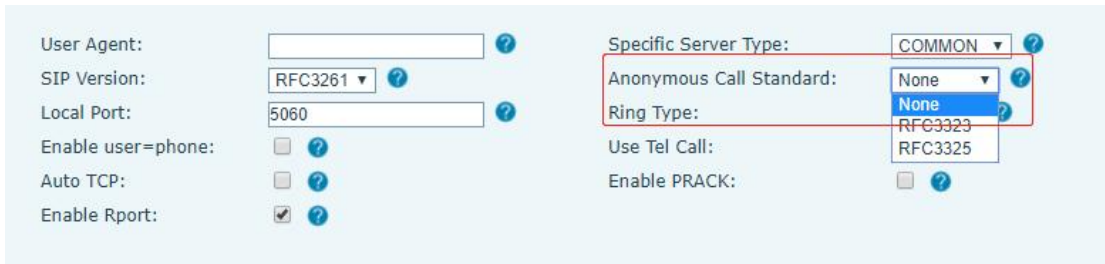 User Agent:
SIP Version: RFC3261
Local Port: 5060
Enable user=phone:
Auto TCP:
Enable Rport:
Specific Server Type: COMMON
Anonymous Call Standard: None
None
Ring Type:
RFC3323
Use Tel Call: RFC3325
Enable PRACK: